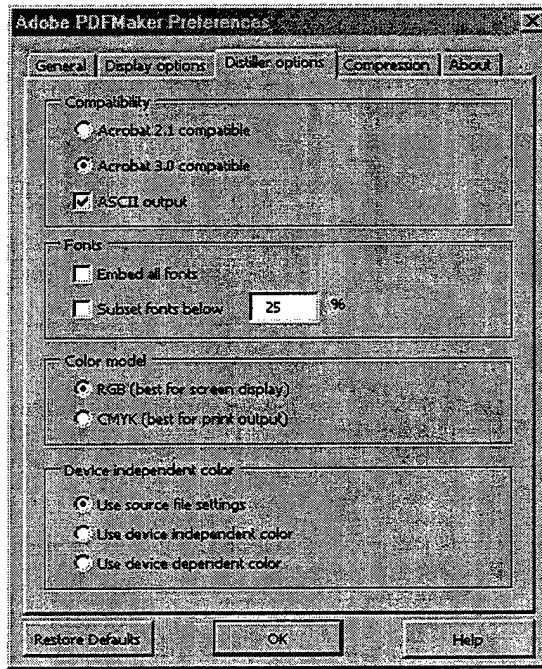 Adobe PDFMaker Preferences
General Display options Distiller options Compression About
Compatibility
Acrobat 2.1 compatible
Acrobat 3.0 compatible
ASCII output
Fonts
Embed all fonts
Subset fonts below 25 %
Color model
RGB (best for screen display)
CMYK (best for print output)
Device independent color
Use source file settings
Use device independent color
Use device dependent color
Restore Defaults OK Help